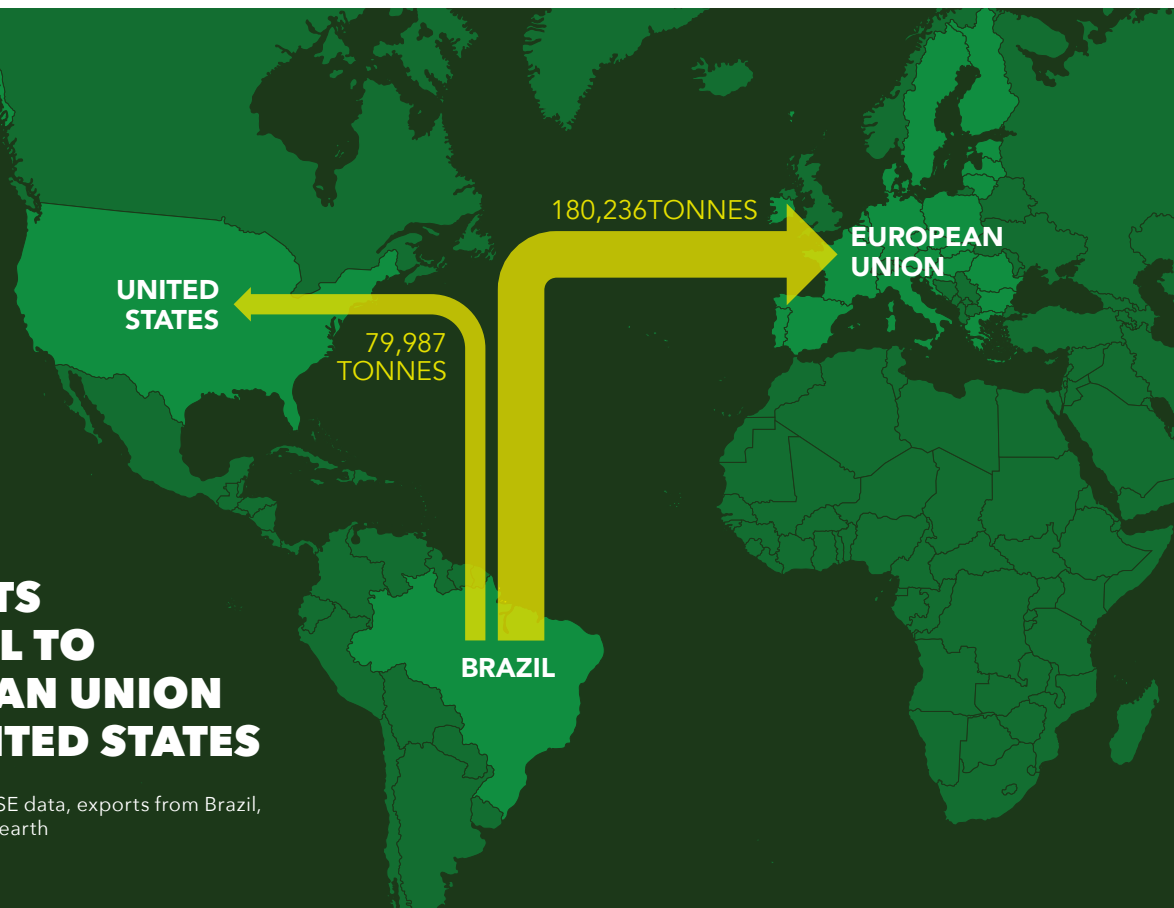 180,236TONNES
EUROPEAN
UNION
UNITED
STATES
79,987
TONNES
BRAZIL
TS
L TO
AN UNION
ITED STATES
SE data, exports from Brazil,
earth